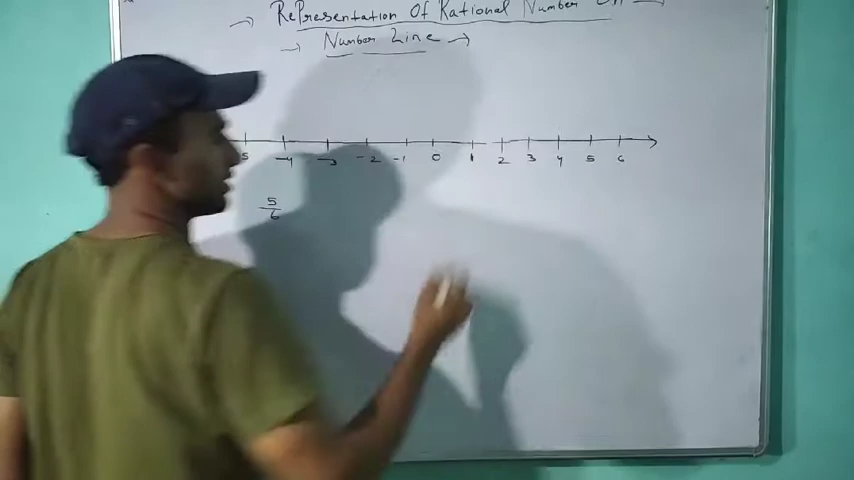 → Representation Of Rational Number On →
→ Number Line →
5 -4 -3 -2 -1 0 1 2 3 4 5 6
5
6